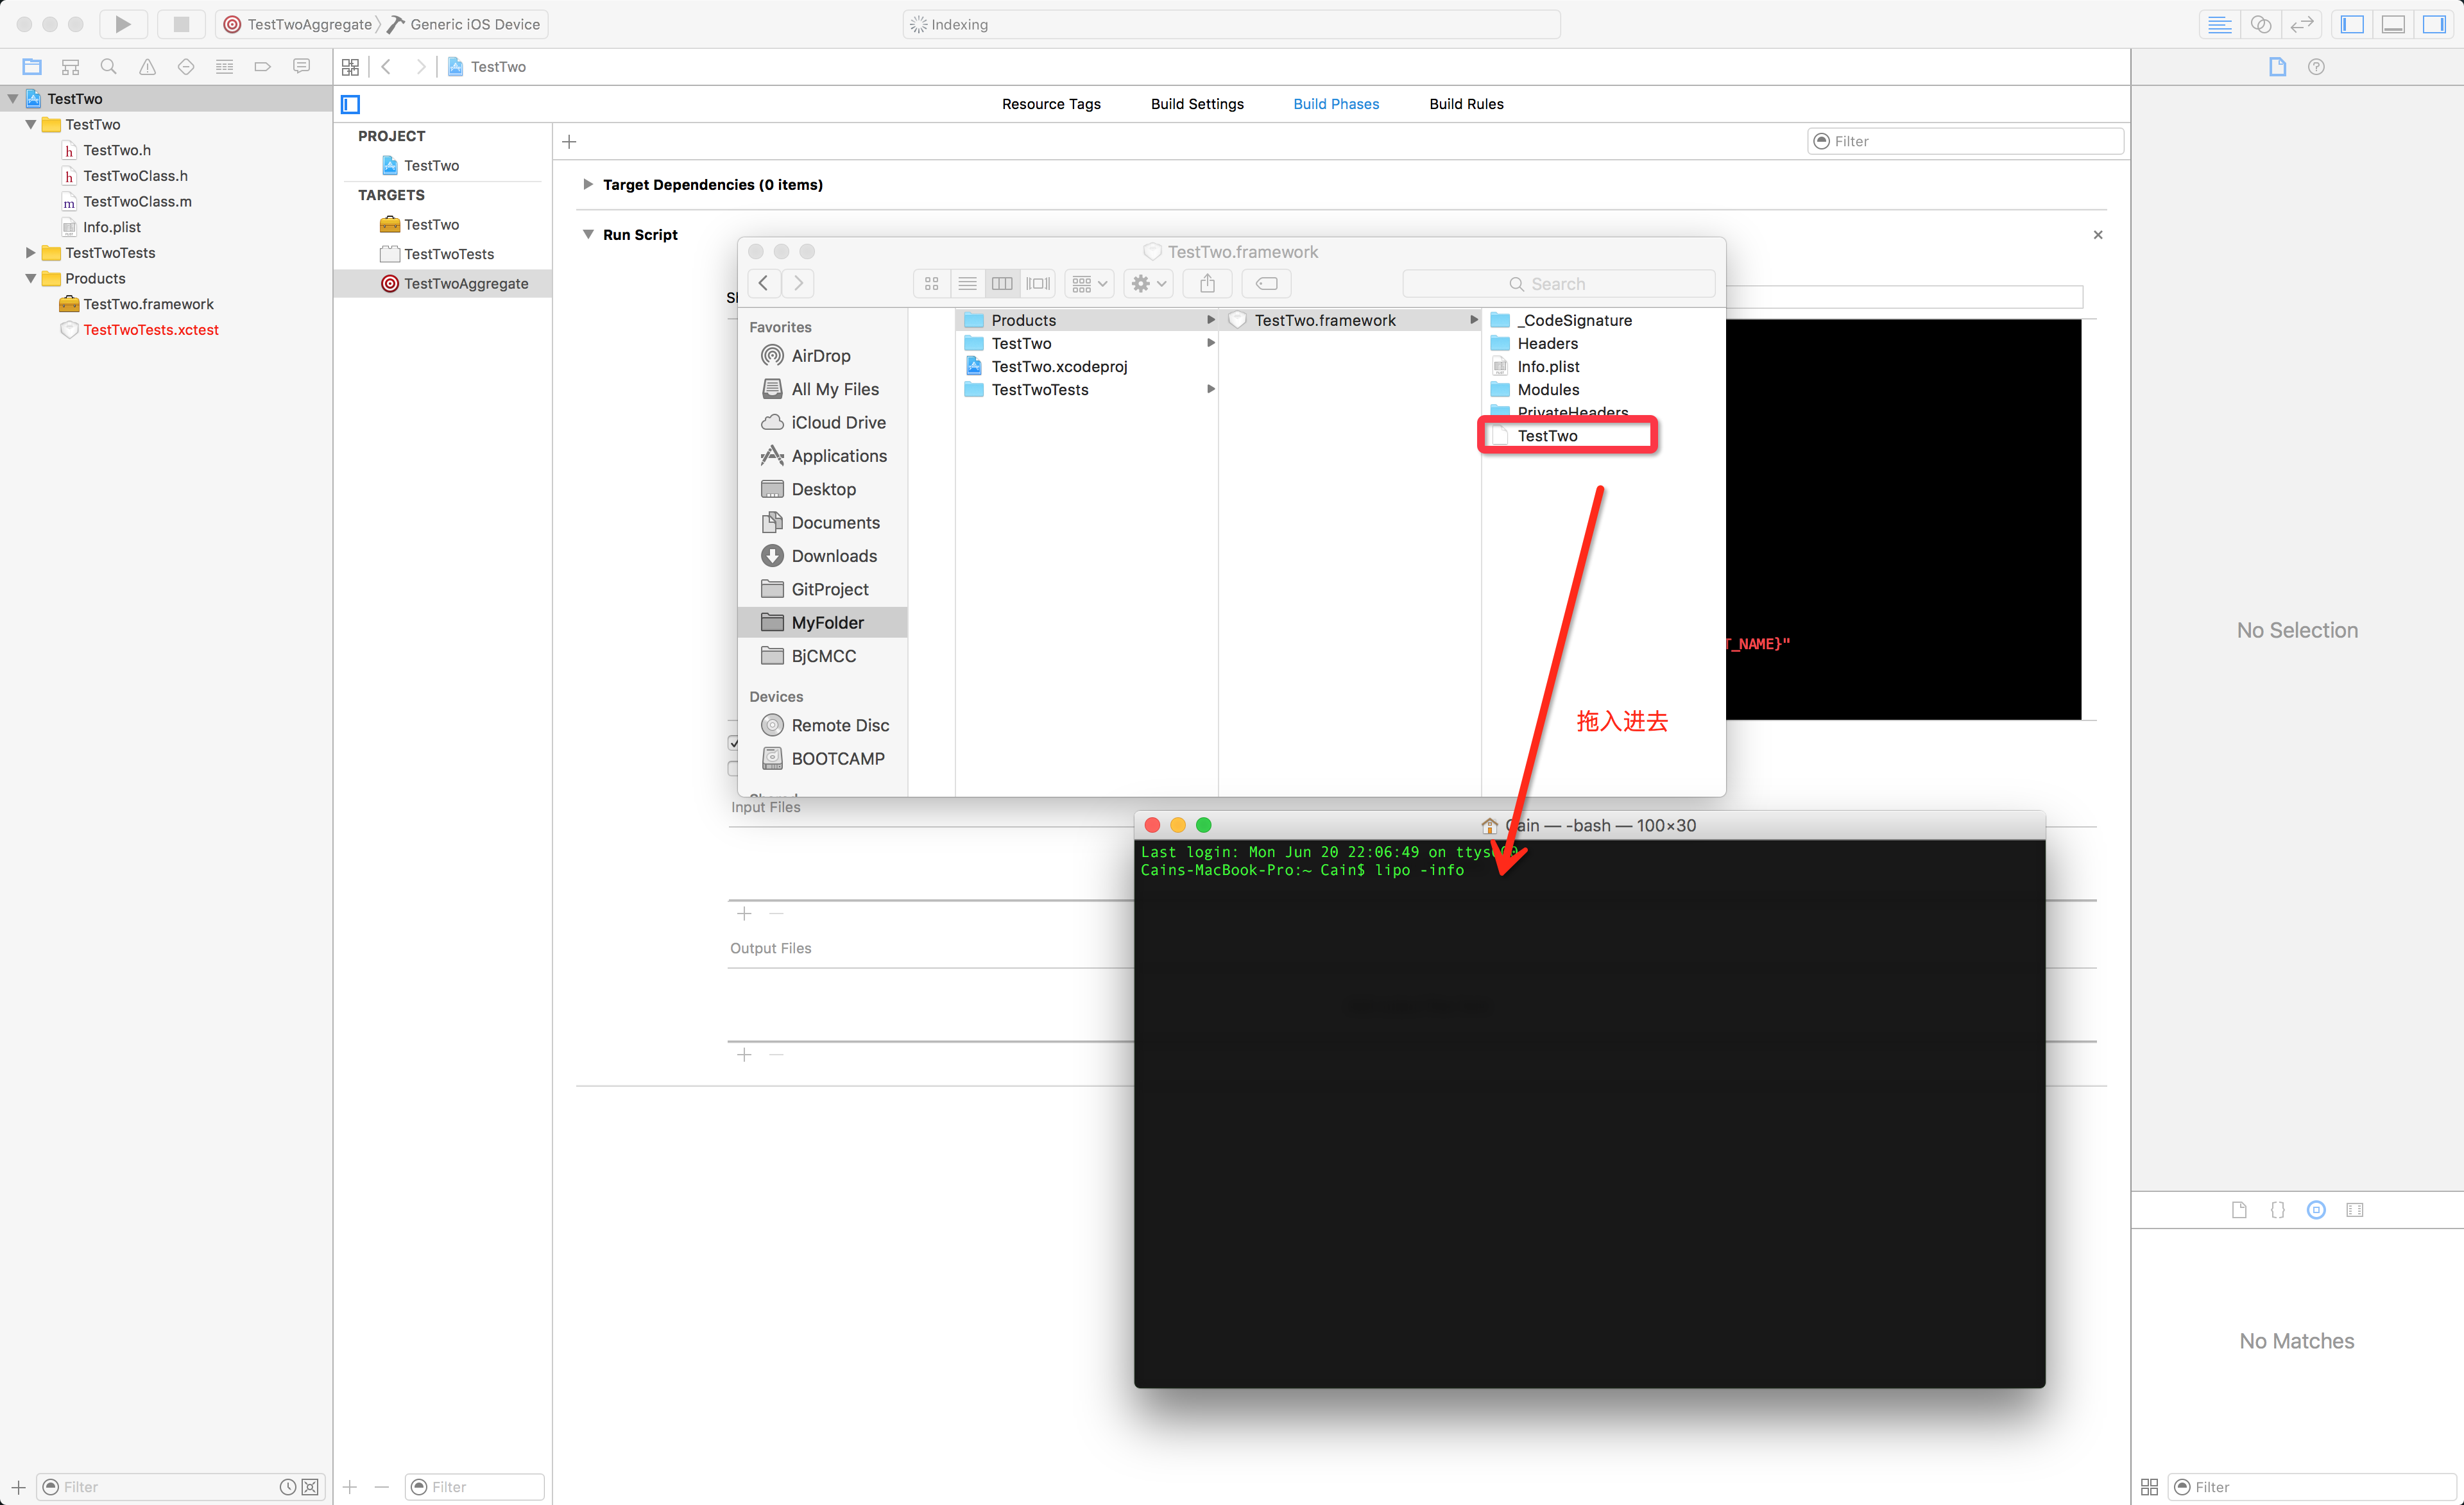 TestTwoAggregate
Generic iOS Device
Indexing
TestTwo
Resource Tags
Build Settings
Build Phases
Build Rules
TestTwo
TestTwo
TestTwo.h
TestTwoClass.h
TestTwoClass.m
Info.plist
TestTwoTests
Products
TestTwo.framework
TestTwoTests.xctest
Filter
PROJECT
TestTwo
TARGETS
TestTwo
TestTwoTests
TestTwoAggregate
Filter
Filter
Target Dependencies (0 items)
Run Script
T_NAME}"
Input Files
Output Files
TestTwo.framework
Search
Favorites
AirDrop
All My Files
iCloud Drive
Applications
Desktop
Documents
Downloads
GitProject
MyFolder
BjCMCC
Devices
Remote Disc
BOOTCAMP
Products
TestTwo
TestTwo.xcodeproj
TestTwoTests
TestTwo.framework
_CodeSignature
Headers
Info.plist
Modules
PrivateHeaders
TestTwo
拖入进去
Cain — -bash — 100×30
Last login: Mon Jun 20 22:06:49 on ttys000
Cains-MacBook-Pro:~ Cain$ lipo -info
No Selection
No Matches
Filter